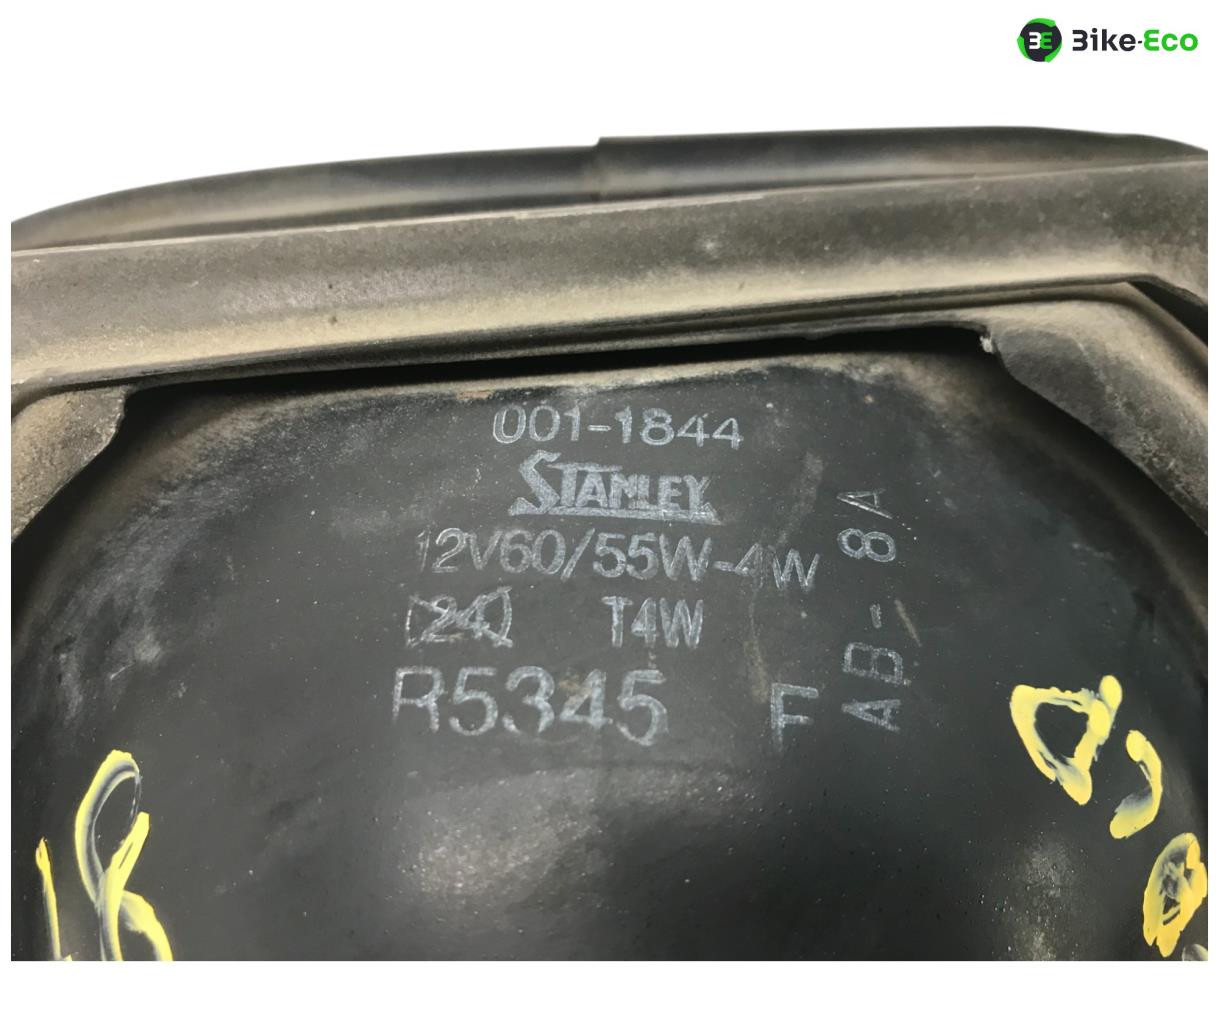 Bike-Eco
001-1844
STANLEY
12V60/55W-4W
24 T4W
R5345
AB-8A